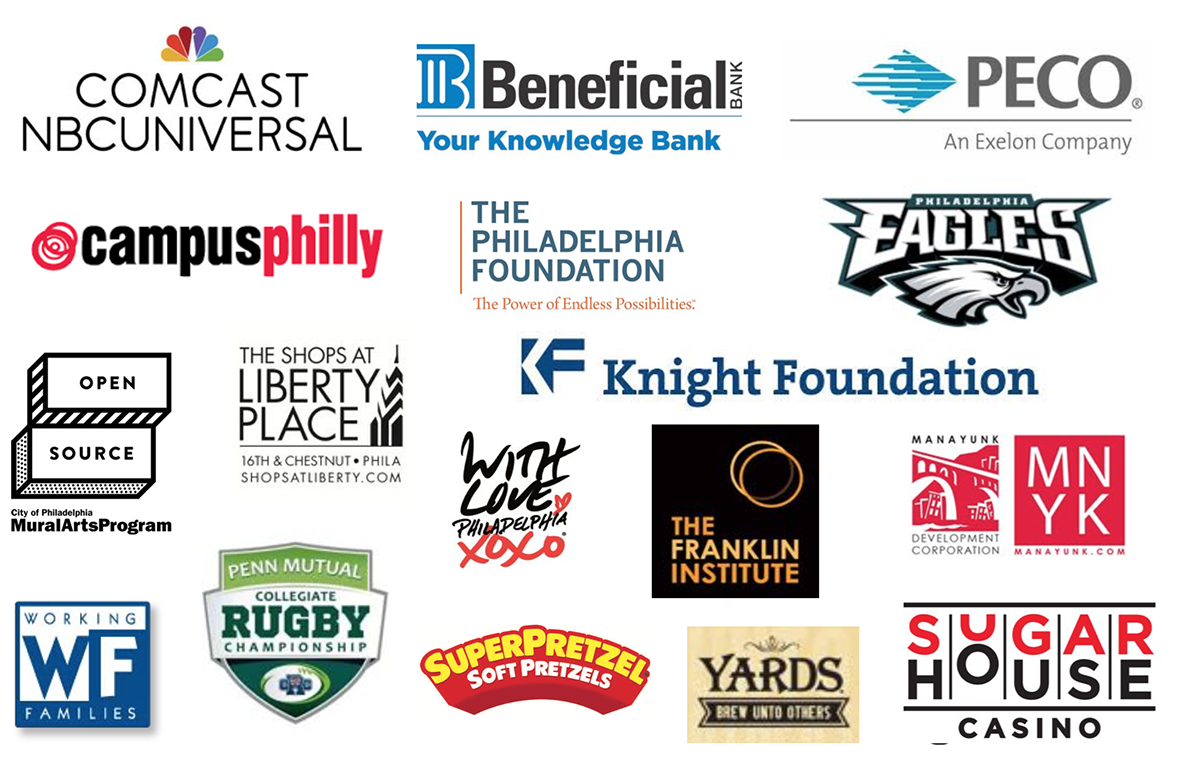 COMCAST
NBCUNIVERSAL
B Beneficial BANK
Your Knowledge Bank
PECO®
An Exelon Company
campusphilly
THE
PHILADELPHIA
FOUNDATION
The Power of Endless Possibilities.
PHILADELPHIA
EAGLES
OPEN
SOURCE
City of Philadelphia
MuralArtsProgram
THE SHOPS AT
LIBERTY
PLACE
16TH & CHESTNUT • PHILA
SHOPSATLIBERTY.COM
KF Knight Foundation
WITH
LOVE
PHILADELPHIA
XOXO
THE
FRANKLIN
INSTITUTE
MANAYUNK
DEVELOPMENT
CORPORATION
MN
YK
MANAYUNK.COM
WORKING
WF
FAMILIES
PENN MUTUAL
COLLEGIATE
RUGBY
CHAMPIONSHIP
SUPERPRETZEL
SOFT PRETZELS
YARDS
BREW UNTO OTHERS
SUGAR
HOUSE
CASINO